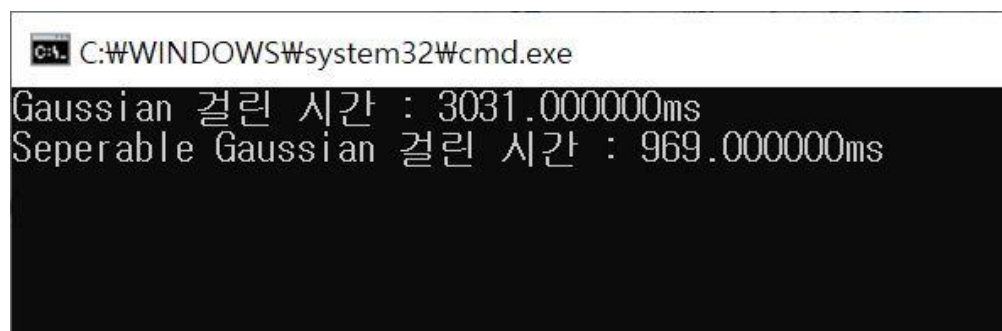 C:₩WINDOWS₩system32₩cmd.exe
Gaussian 걸린 시간 : 3031.000000ms
Seperable Gaussian 걸린 시간 : 969.000000ms